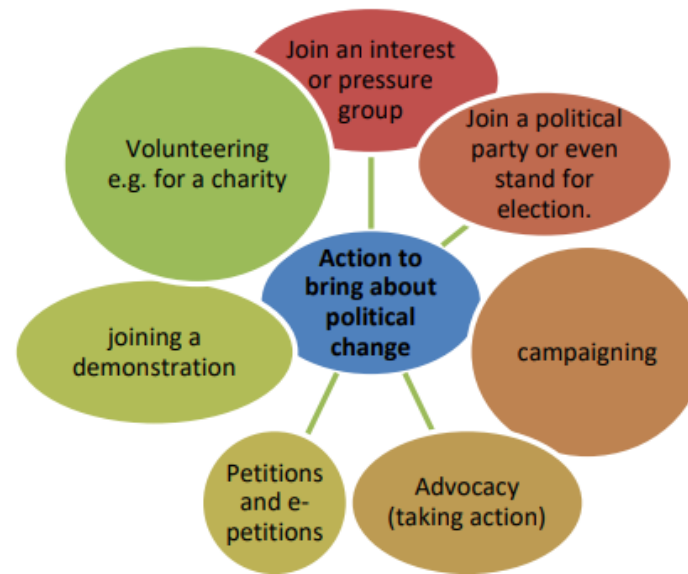 Join an interest
or pressure
group
Join a political
party or even
stand for
election.
Volunteering
e.g. for a charity
Action to
bring about
political
change
campaigning
joining a
demonstration
Petitions
and e-
petitions
Advocacy
(taking action)